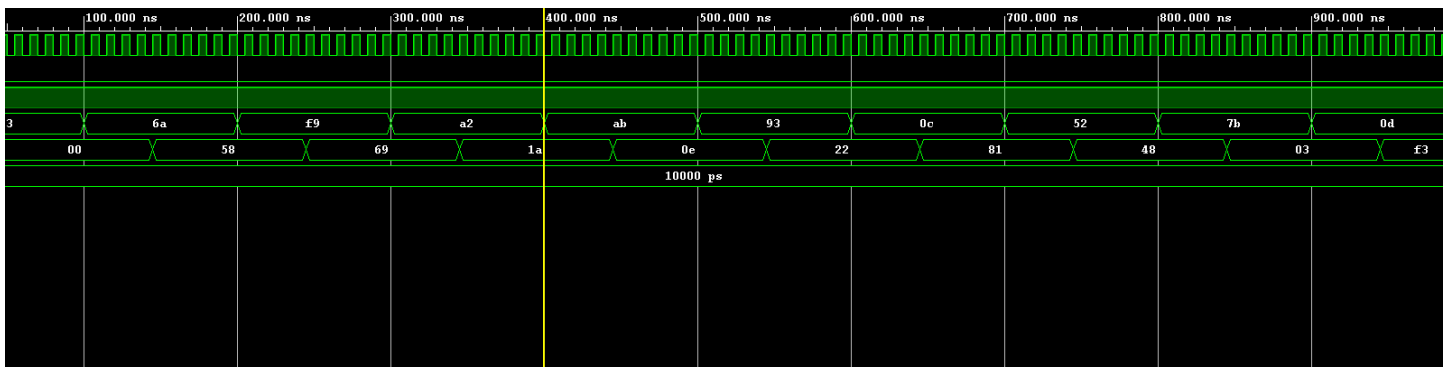 100.000 ns 200.000 ns 300.000 ns 400.000 ns 500.000 ns 600.000 ns 700.000 ns 800.000 ns 900.000 ns
3 6a f9 a2 ab 93 0c 52 7b 0d
00 58 69 1a 0e 22 81 48 03 f3
10000 ps